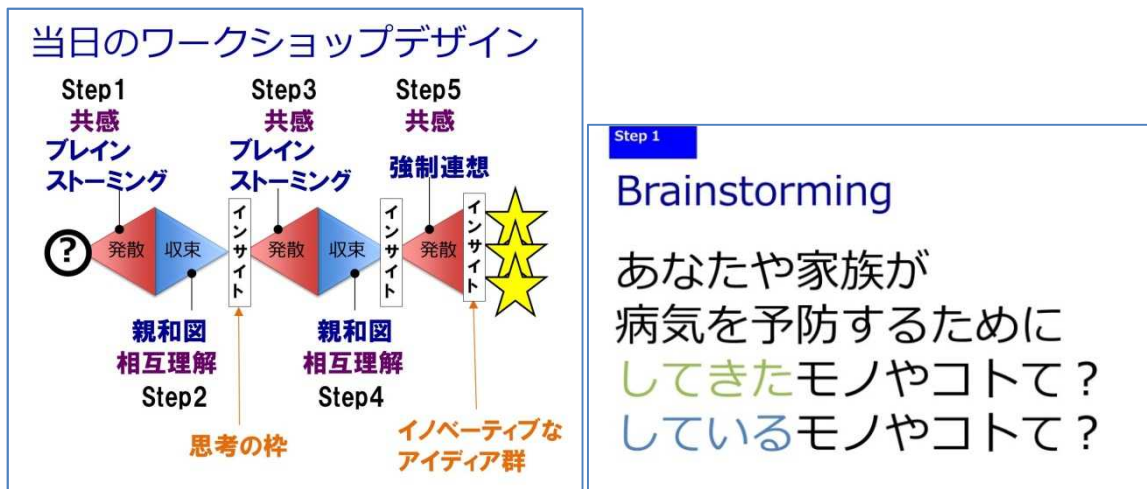 当日のワークショップデザイン
Step1
共感
ブレイン
ストーミング
Step3
共感
ブレイン
ストーミング
Step5
共感
強制連想
?
発散
収束
インサイト
発散
収束
インサイト
発散
インサイト
親和図
相互理解
Step2
親和図
相互理解
Step4
思考の枠
イノベーティブな
アイディア群
Step 1
Brainstorming
あなたや家族が
病気を予防するために
してきたモノやコトて?
しているモノやコトて?